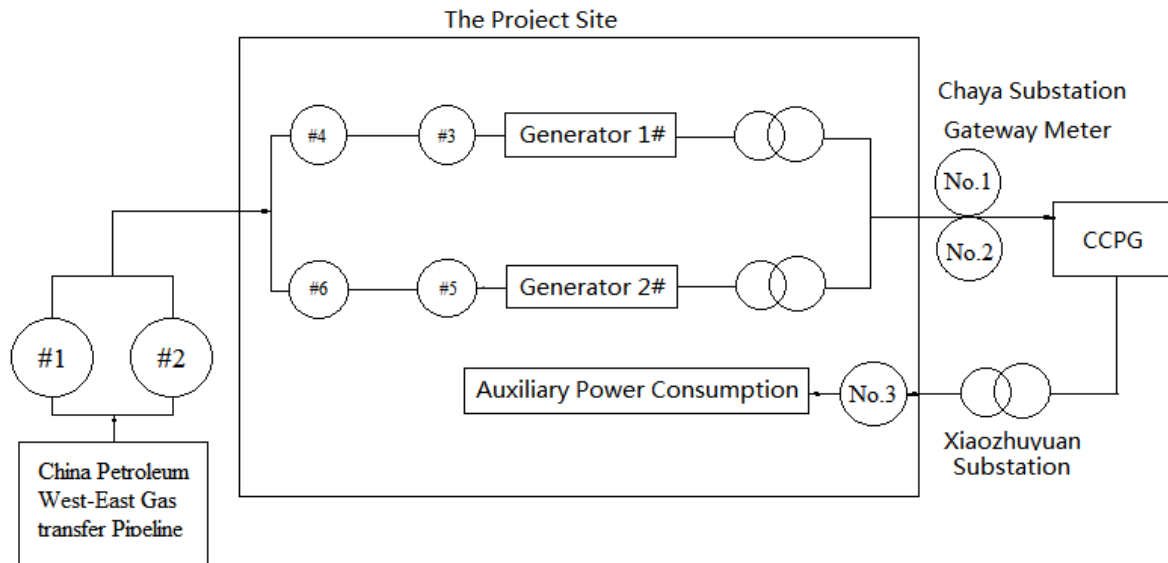 The Project Site
Chaya Substation
Gateway Meter
#4
#3
Generator 1#
No.1
No.2
CCPG
#6
#5
Generator 2#
#1
#2
Auxiliary Power Consumption
No.3
Xiaozhuyuan
Substation
China Petroleum
West-East Gas
transfer Pipeline